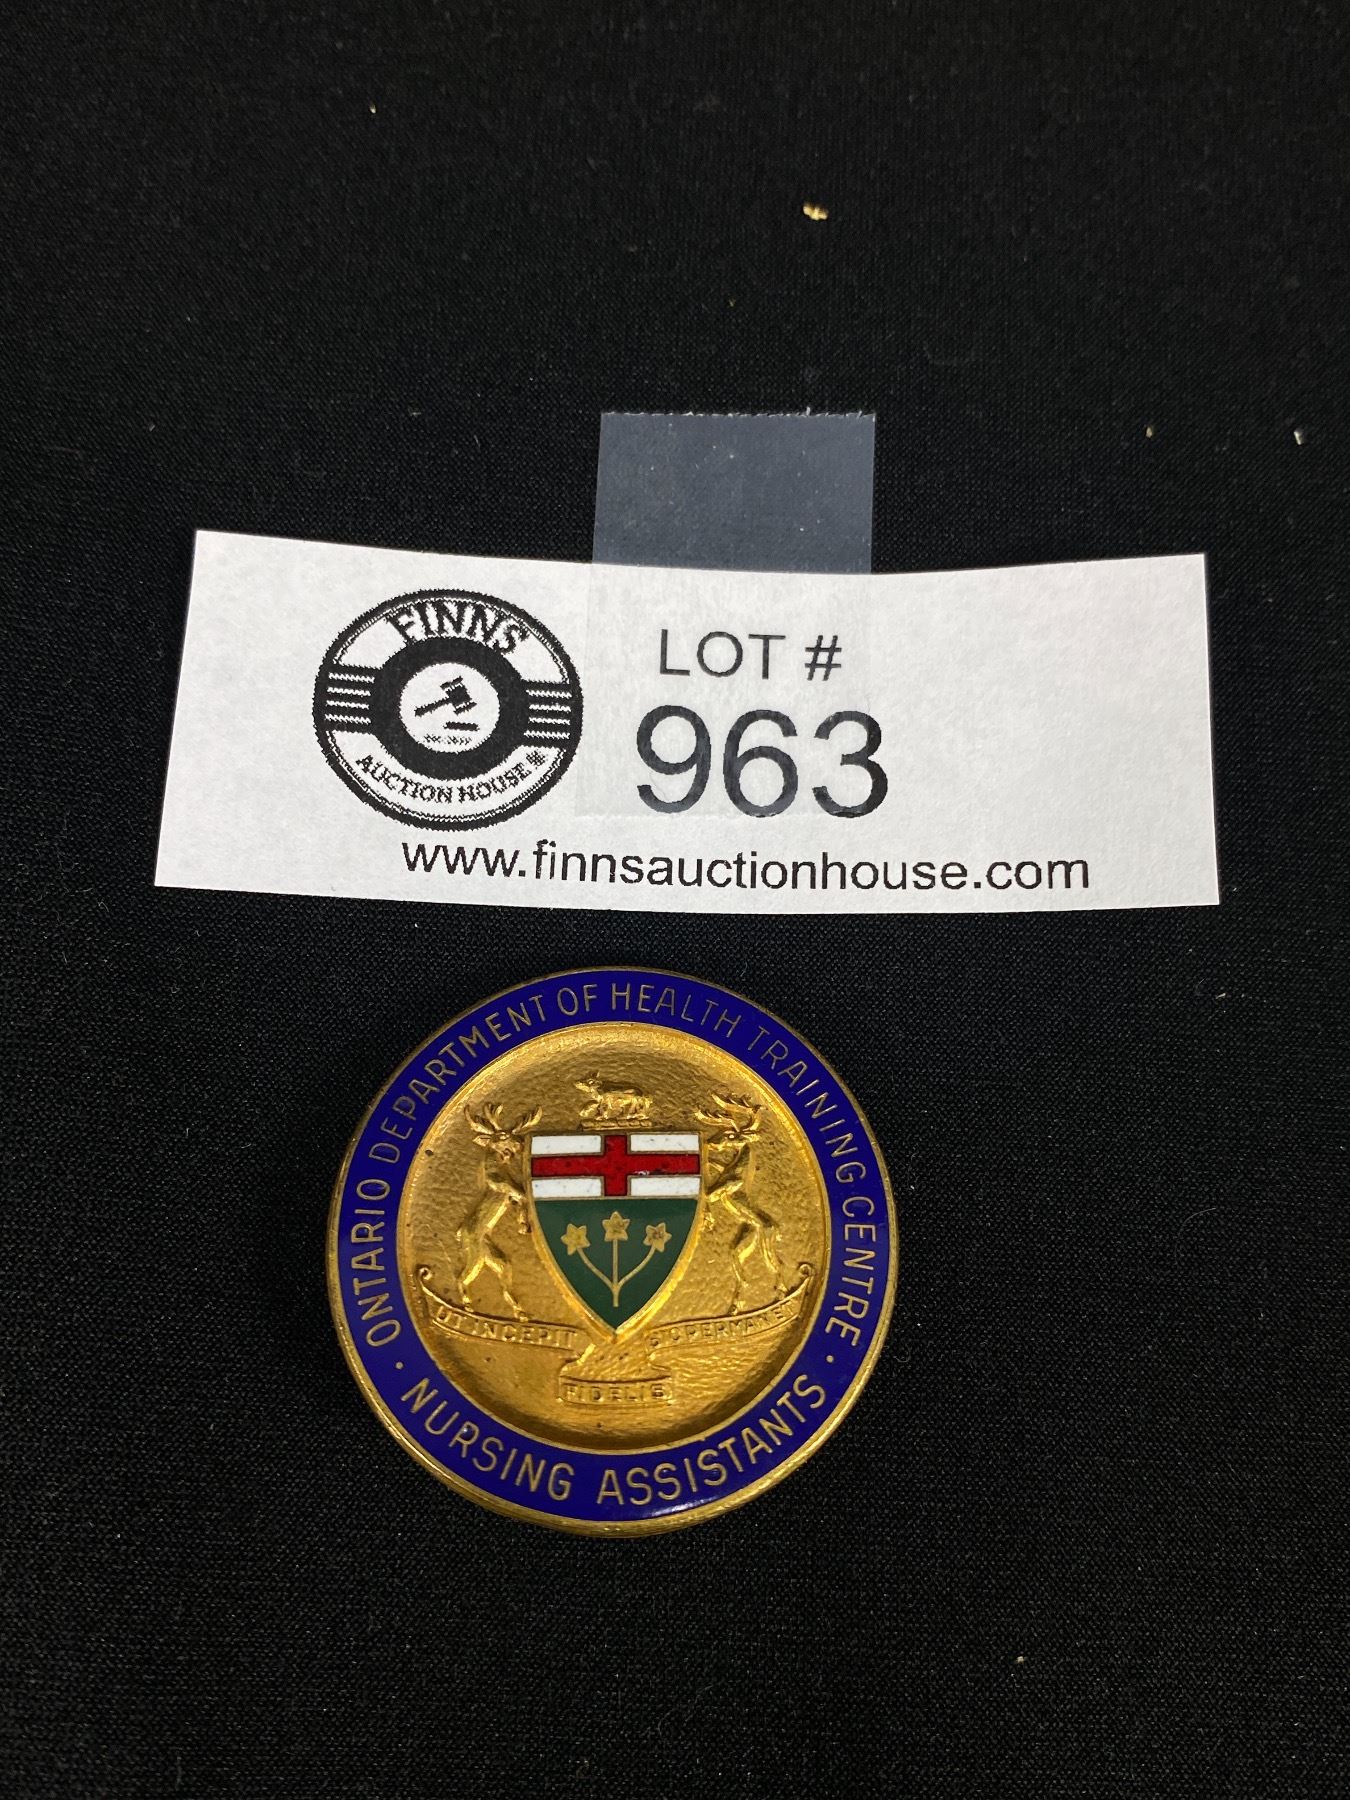 FINNS
AUCTION HOUSE
LOT #
963
www.finnsauctionhouse.com
ONTARIO DEPARTMENT OF HEALTH TRAINING CENTRE
UT INCEPIT
SIC PERMANET
FIDELIS
· NURSING ASSISTANTS ·